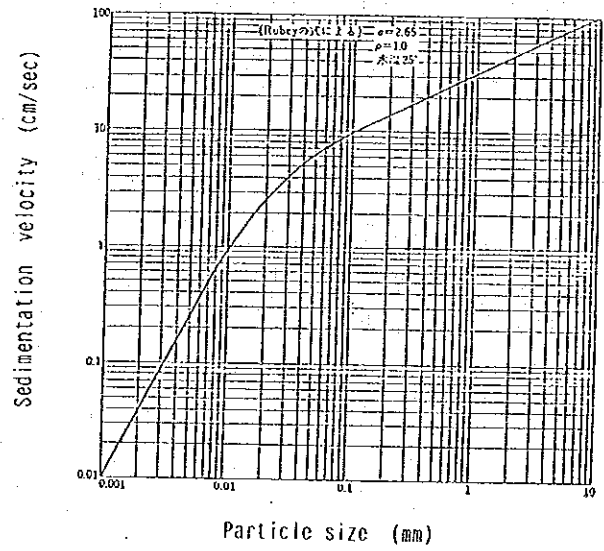 100
(Rubeyの式による) σ=2.65
ρ=1.0
水温25°
10
1
0.1
0.01
0.001 0.01 0.1 1 10
Sedimentation velocity (cm/sec)
Particle size (mm)